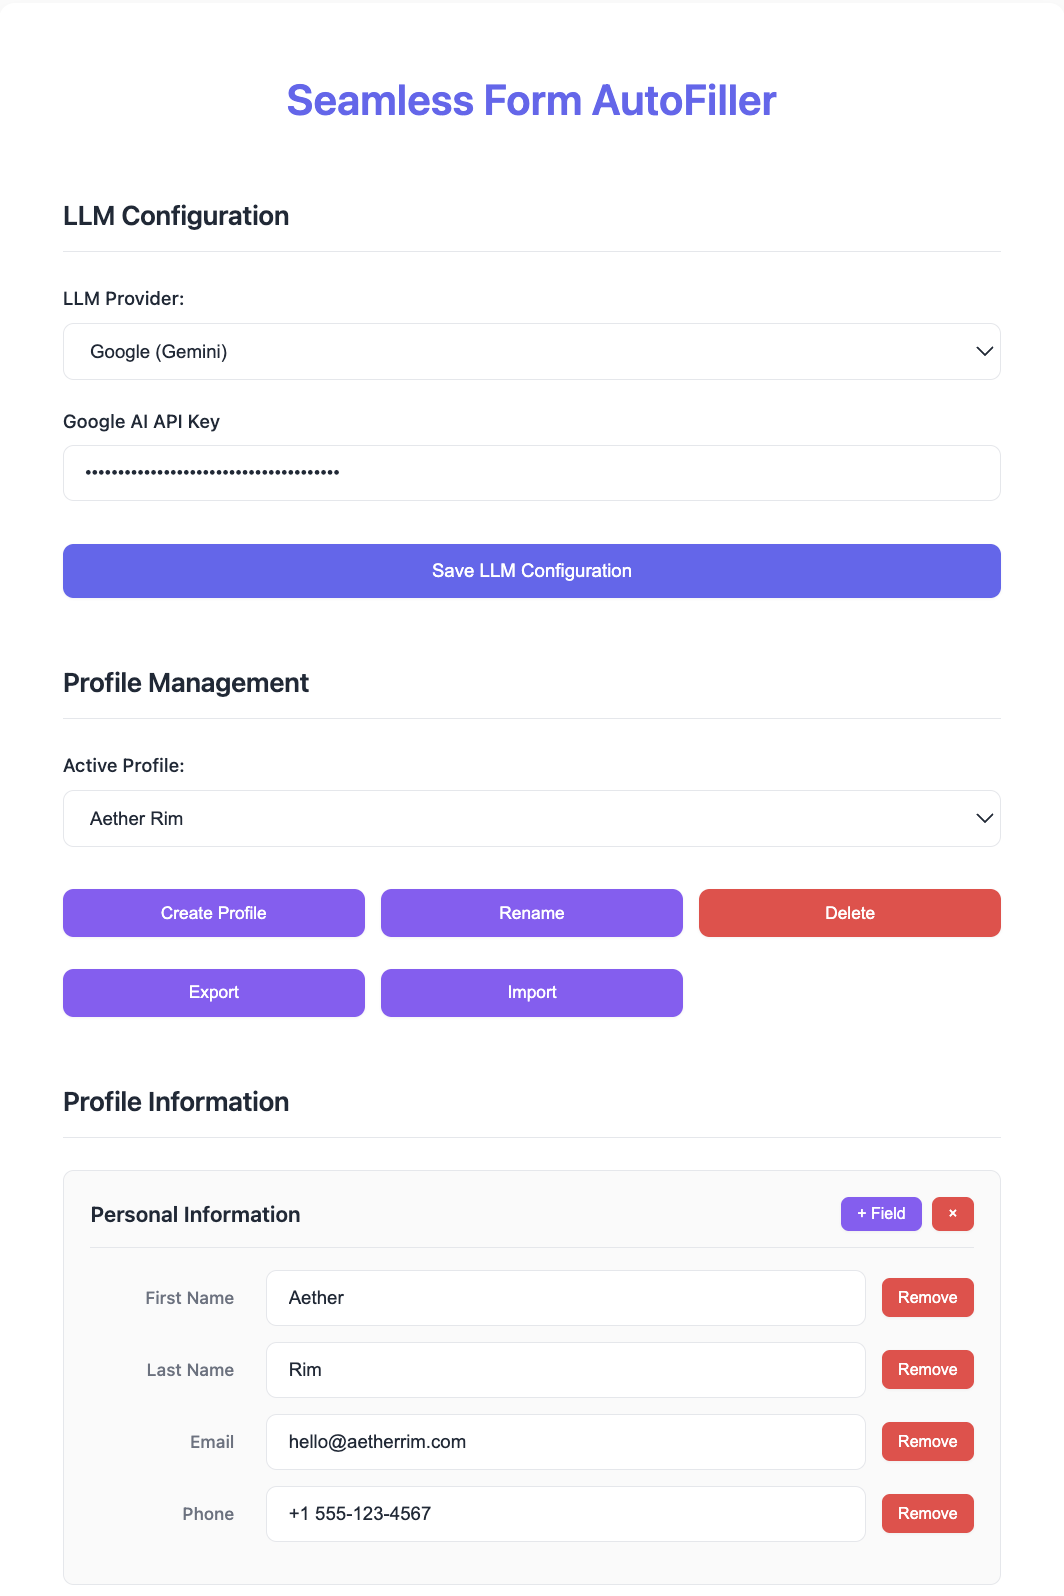 Seamless Form AutoFiller
LLM Configuration
LLM Provider:
Google (Gemini)
Google AI API Key
•••••••••••••••••••••••••••••••••••••••
Save LLM Configuration
Profile Management
Active Profile:
Aether Rim
Create Profile Rename Delete
Export Import
Profile Information
Personal Information + Field ×
First Name Aether Remove
Last Name Rim Remove
Email hello@aetherrim.com Remove
Phone +1 555-123-4567 Remove